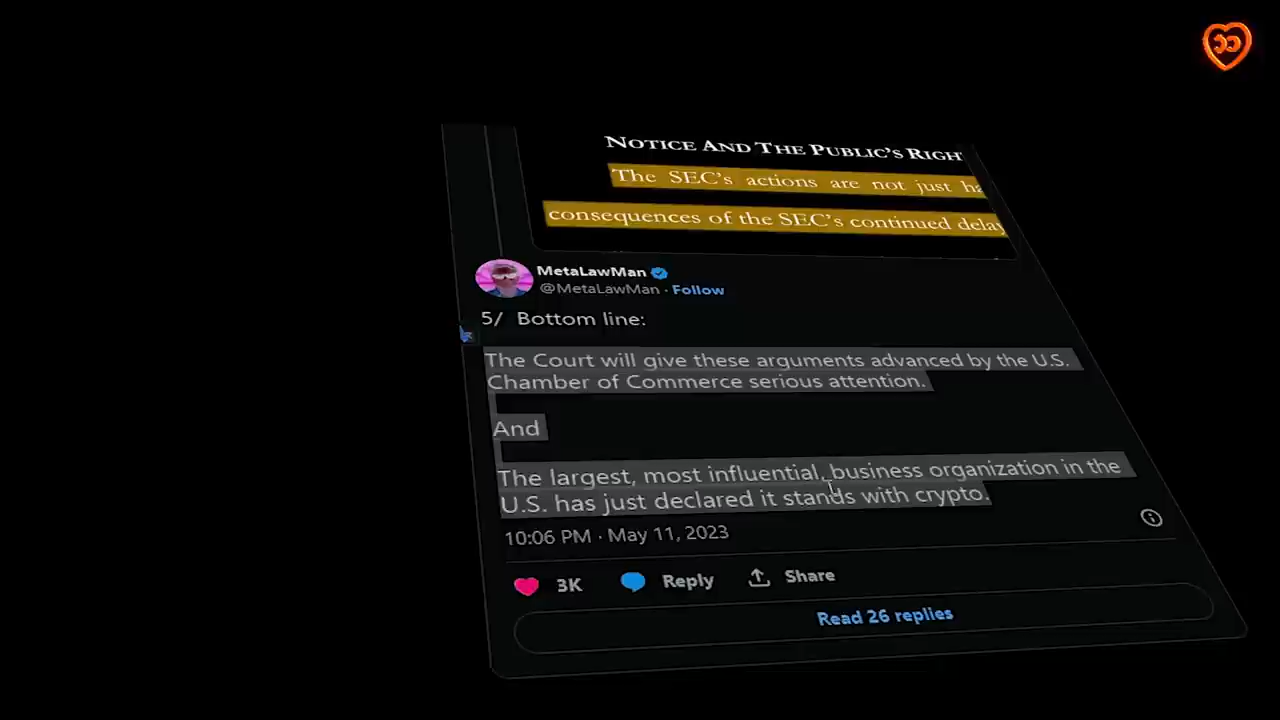 NOTICE AND THE PUBLIC'S
The SEC's actions are not just
consequences of the SEC's continued
MetaLawMan
@MetaLawMan · Follow
5/ Bottom line:
The Court will give these arguments advanced by the U.S.
Chamber of Commerce serious attention.
And
The largest, most influential, business organization in the
U.S. has just declared it stands with crypto.
10:06 PM · May 11, 2023
3K Reply Share
Read 26 replies